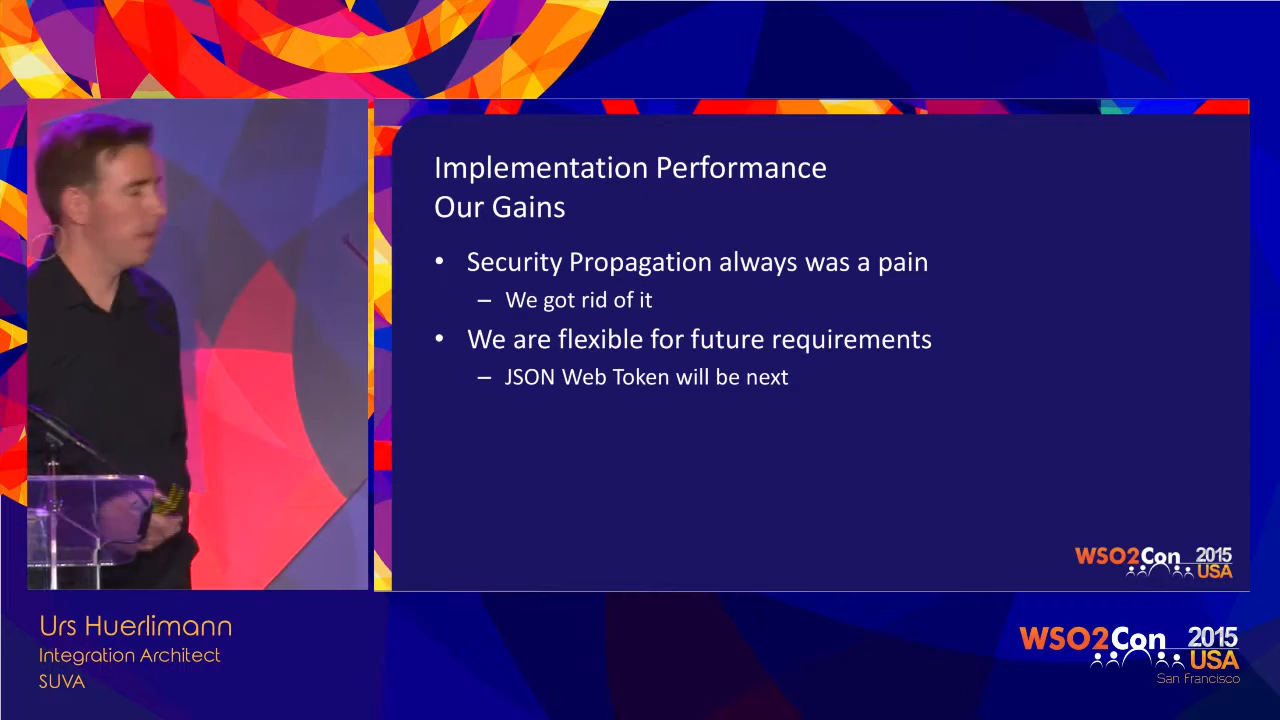 Implementation Performance
Our Gains
• Security Propagation always was a pain
– We got rid of it
• We are flexible for future requirements
– JSON Web Token will be next
WSO2Con 2015
USA
Urs Huerlimann
Integration Architect
SUVA
WSO2Con 2015
USA
San Francisco